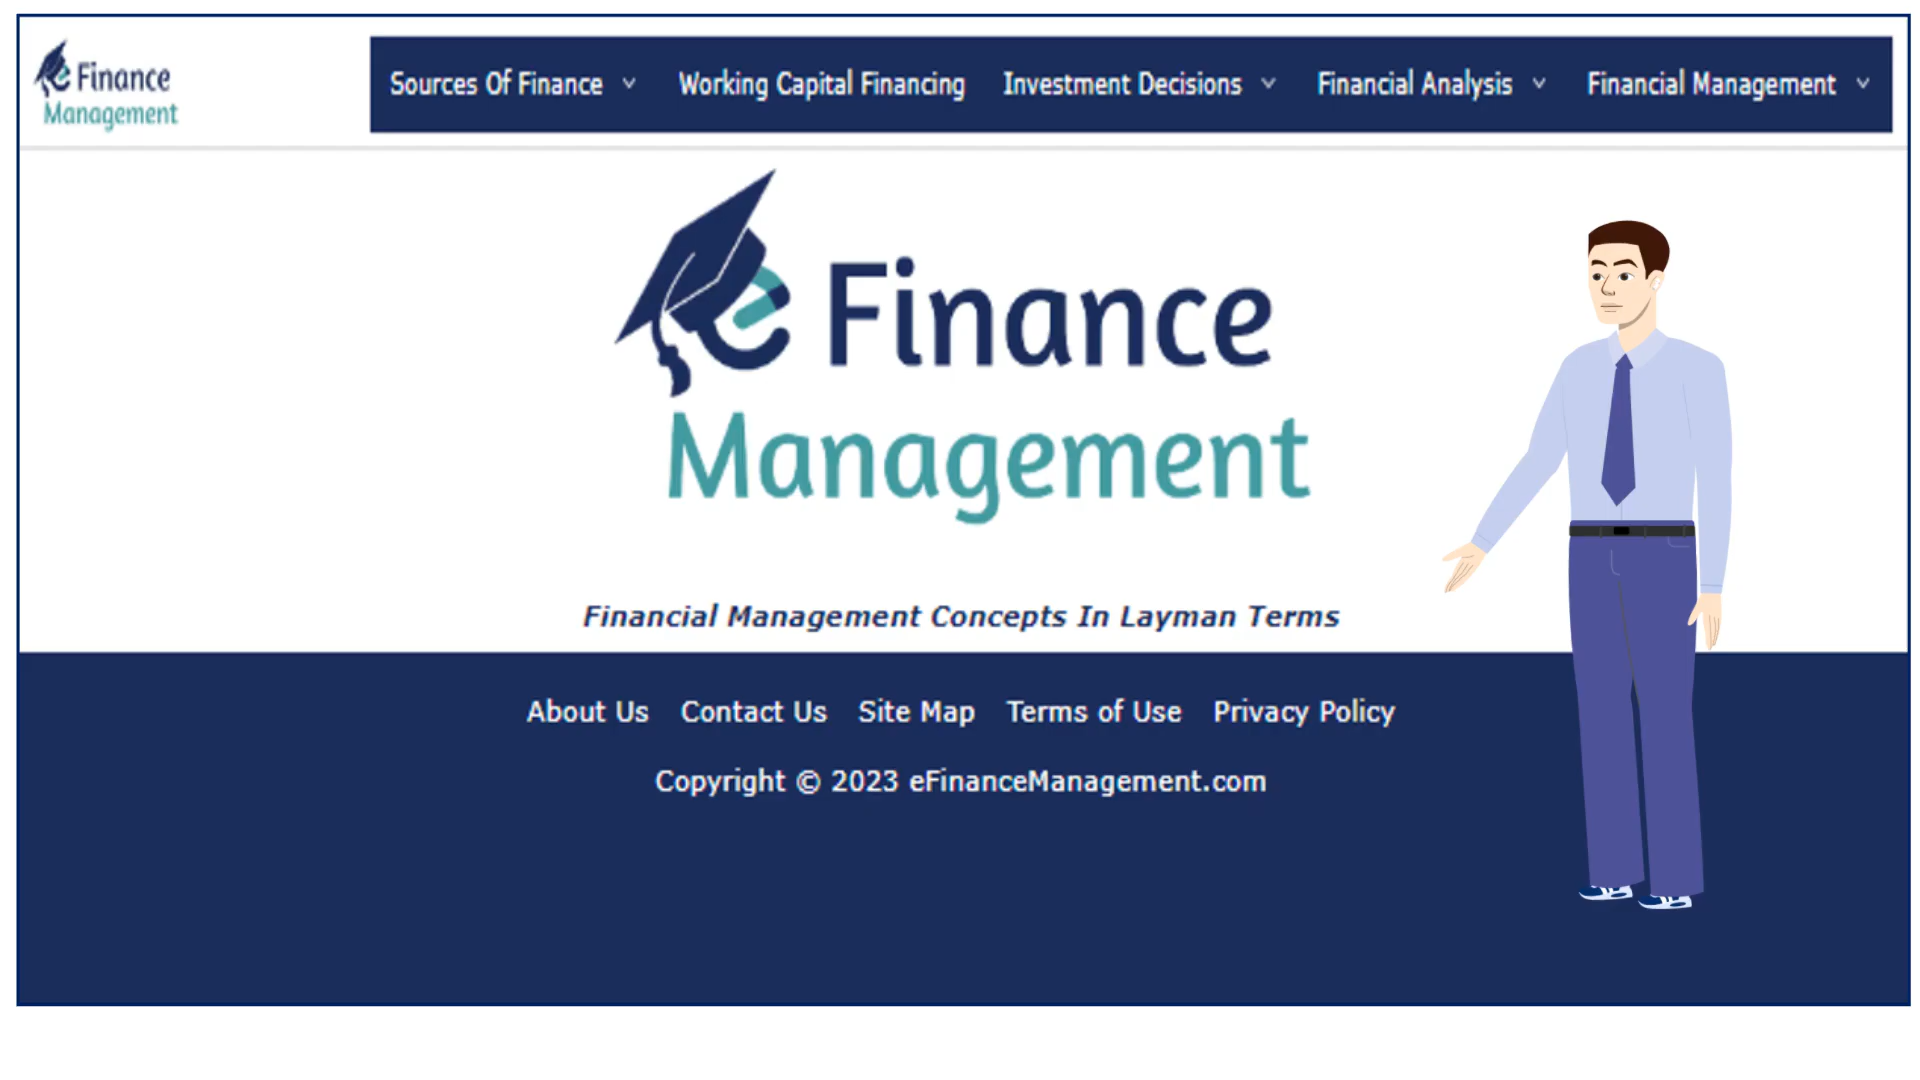 e Finance
Management
Sources Of Finance Working Capital Financing Investment Decisions Financial Analysis Financial Management
e Finance
Management
Financial Management Concepts In Layman Terms
About Us Contact Us Site Map Terms of Use Privacy Policy
Copyright © 2023 eFinanceManagement.com